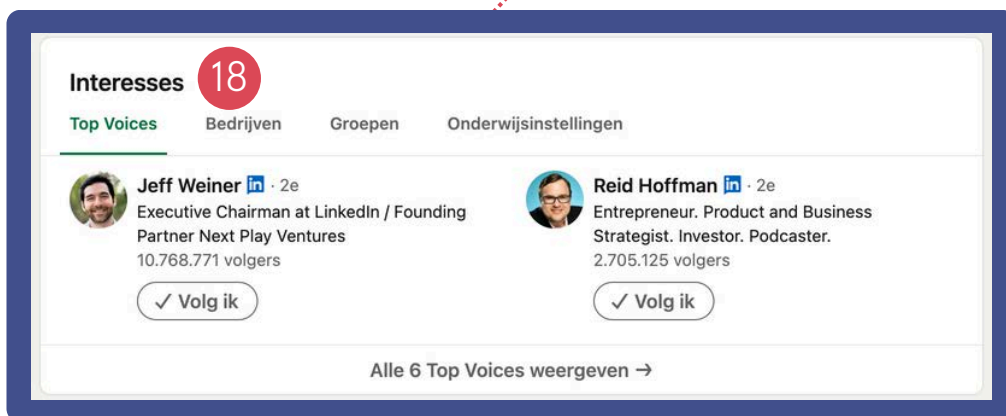 Interesses 18
Top Voices Bedrijven Groepen Onderwijsinstellingen
Jeff Weiner in · 2e
Executive Chairman at LinkedIn / Founding
Partner Next Play Ventures
10.768.771 volgers
✓ Volg ik
Reid Hoffman in · 2e
Entrepreneur. Product and Business
Strategist. Investor. Podcaster.
2.705.125 volgers
✓ Volg ik
Alle 6 Top Voices weergeven →